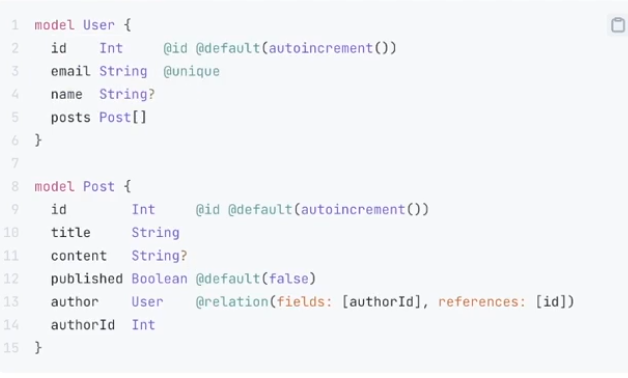 1 model User {
2   id    Int     @id @default(autoincrement())
3   email String  @unique
4   name  String?
5   posts Post[]
6 }
7
8 model Post {
9   id        Int     @id @default(autoincrement())
10   title     String
11   content   String?
12   published Boolean @default(false)
13   author    User    @relation(fields: [authorId], references: [id])
14   authorId  Int
15 }